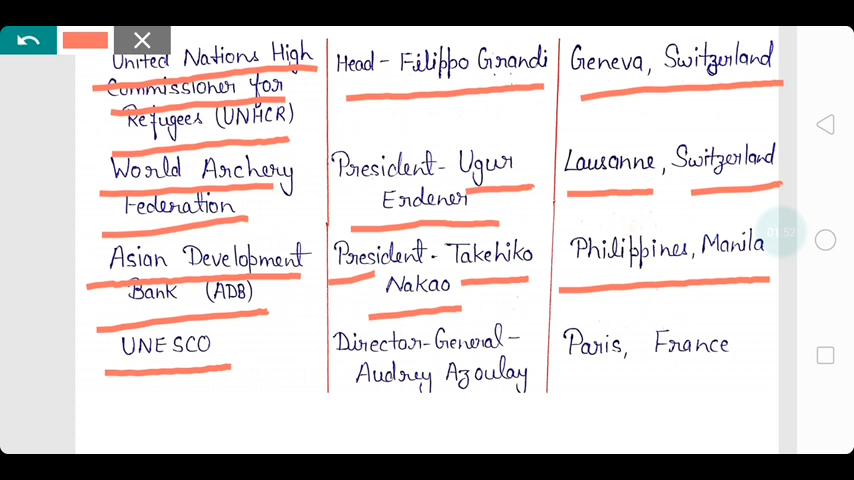 United Nations High
Commissioner for
Refugees (UNHCR)
Head - Filippo Grandi
Geneva, Switzerland
World Archery
Federation
President - Ugur
Erdener
Lausanne, Switzerland
Asian Development
Bank (ADB)
President - Takehiko
Nakao
Philippines, Manila
UNESCO
Director-General -
Audrey Azoulay
Paris, France
01:52